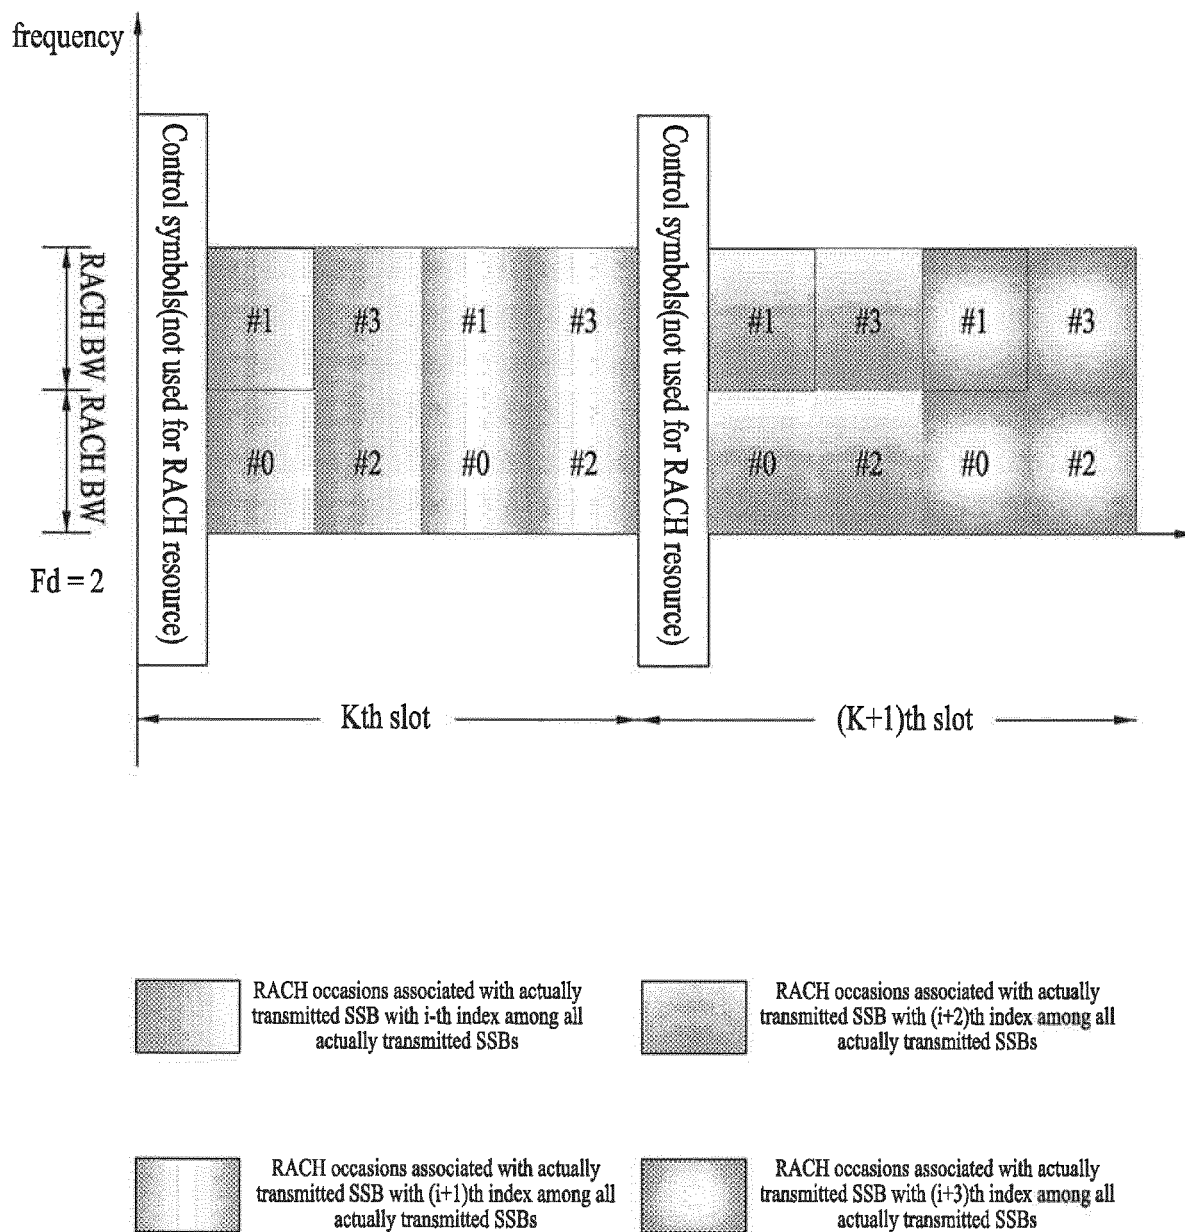 frequency
Control symbols(not used for RACH resource)
Control symbols(not used for RACH resource)
RACH BW
RACH BW
#1 #3 #1 #3 #1 #3 #1 #3
#0 #2 #0 #2 #0 #2 #0 #2
Fd = 2
Kth slot
(K+1)th slot
RACH occasions associated with actually
transmitted SSB with i-th index among all
actually transmitted SSBs
RACH occasions associated with actually
transmitted SSB with (i+2)th index among all
actually transmitted SSBs
RACH occasions associated with actually
transmitted SSB with (i+1)th index among all
actually transmitted SSBs
RACH occasions associated with actually
transmitted SSB with (i+3)th index among all
actually transmitted SSBs